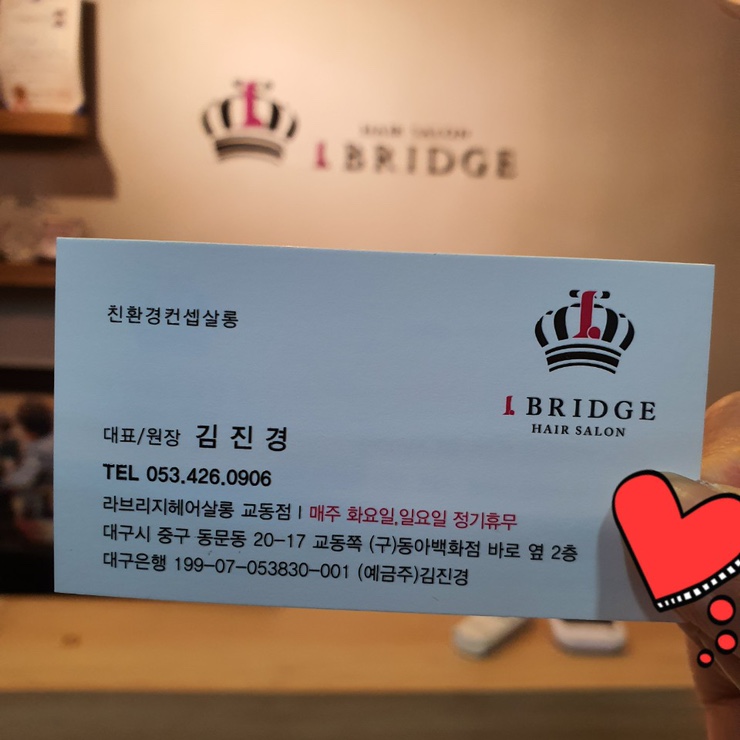 HAIR SALON
l. BRIDGE
친환경컨셉살롱
l. BRIDGE
HAIR SALON
대표/원장 김진경
TEL 053.426.0906
라브리지헤어살롱 교동점 I 매주 화요일,일요일 정기휴무
대구시 중구 동문동 20-17 교동쪽 (구)동아백화점 바로 옆 2층
대구은행 199-07-053830-001 (예금주)김진경